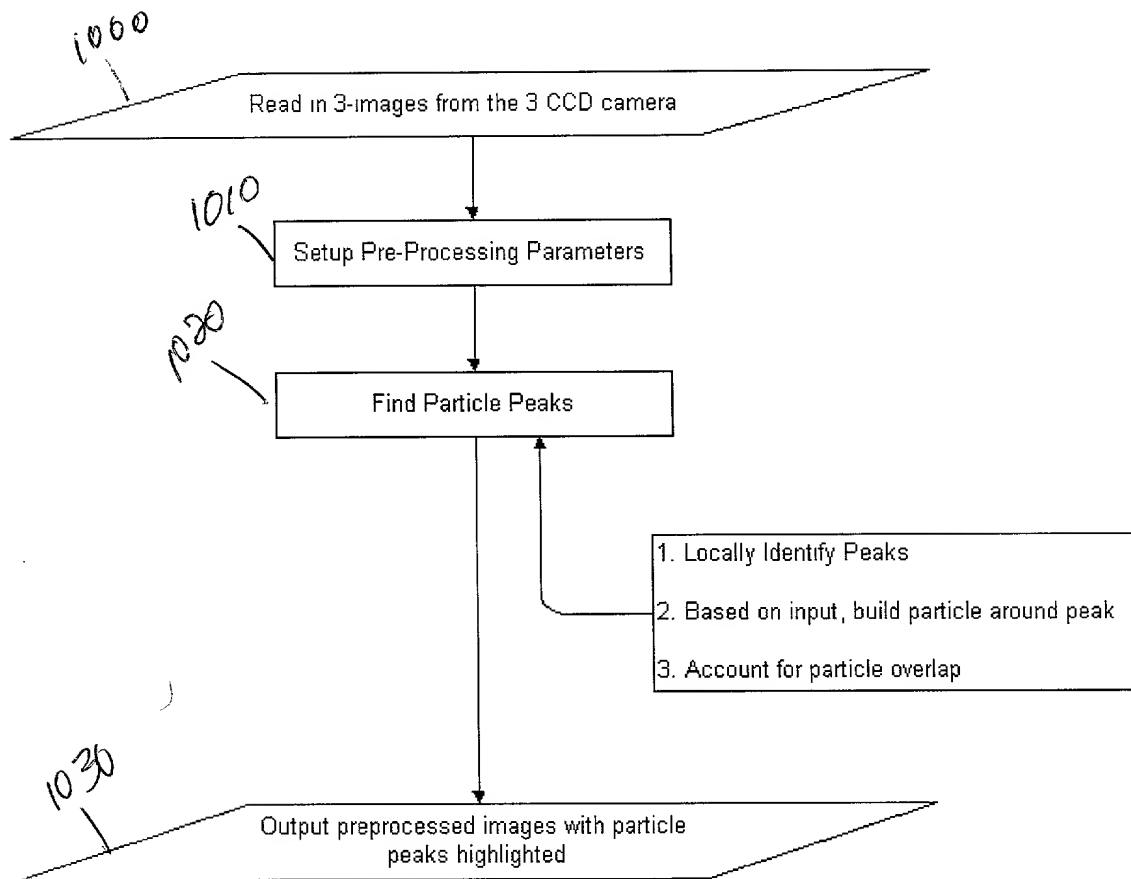 1000
Read in 3-images from the 3 CCD camera
1010
Setup Pre-Processing Parameters
1020
Find Particle Peaks
1. Locally Identify Peaks
2. Based on input, build particle around peak
3. Account for particle overlap
1030
Output preprocessed images with particle
peaks highlighted